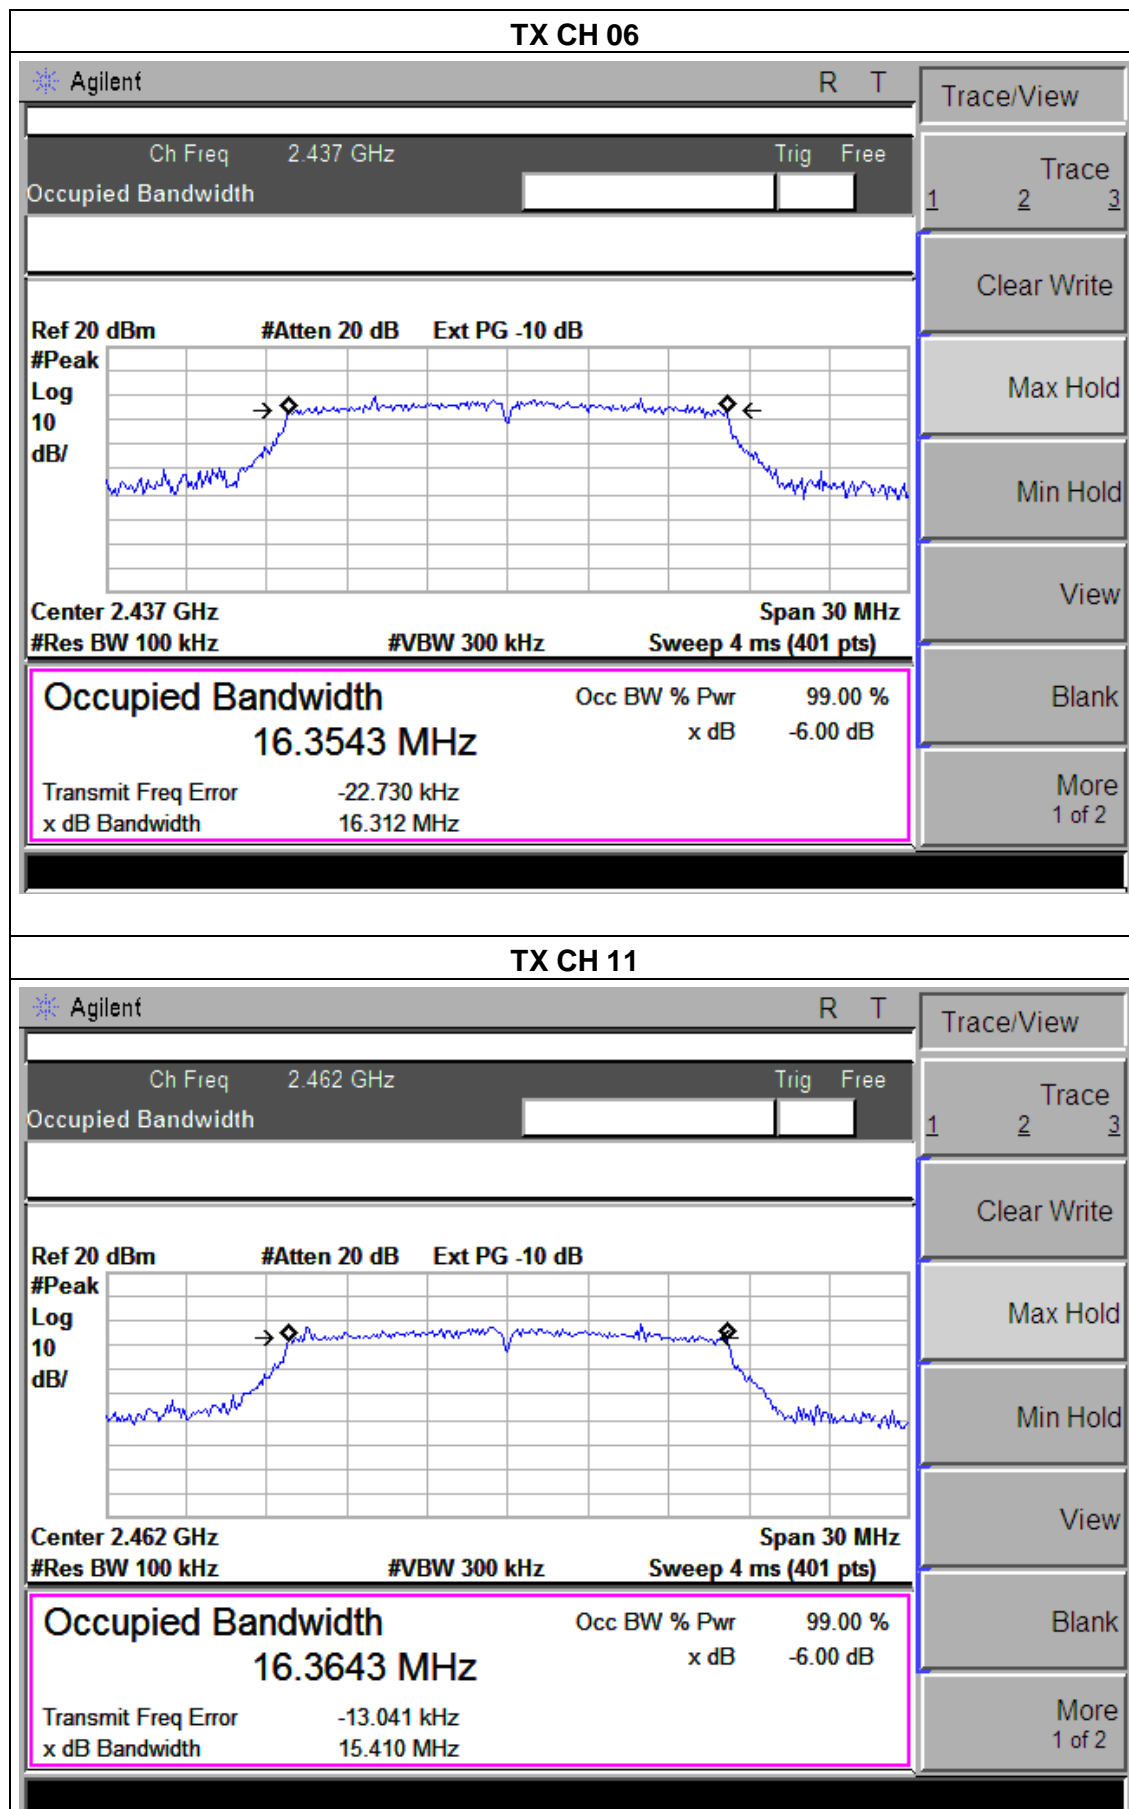 TX CH 06
Agilent R T
Trace/View
Ch Freq 2.437 GHz Trig Free
Occupied Bandwidth
Trace
1 2 3
Clear Write
Ref 20 dBm #Atten 20 dB Ext PG -10 dB
#Peak
Log
10
dB/
Max Hold
Min Hold
View
Center 2.437 GHz Span 30 MHz
#Res BW 100 kHz #VBW 300 kHz Sweep 4 ms (401 pts)
Occupied Bandwidth Occ BW % Pwr 99.00 %
16.3543 MHz x dB -6.00 dB
Blank
Transmit Freq Error -22.730 kHz
x dB Bandwidth 16.312 MHz
More
1 of 2
TX CH 11
Agilent R T
Trace/View
Ch Freq 2.462 GHz Trig Free
Occupied Bandwidth
Trace
1 2 3
Clear Write
Ref 20 dBm #Atten 20 dB Ext PG -10 dB
#Peak
Log
10
dB/
Max Hold
Min Hold
View
Center 2.462 GHz Span 30 MHz
#Res BW 100 kHz #VBW 300 kHz Sweep 4 ms (401 pts)
Occupied Bandwidth Occ BW % Pwr 99.00 %
16.3643 MHz x dB -6.00 dB
Blank
Transmit Freq Error -13.041 kHz
x dB Bandwidth 15.410 MHz
More
1 of 2